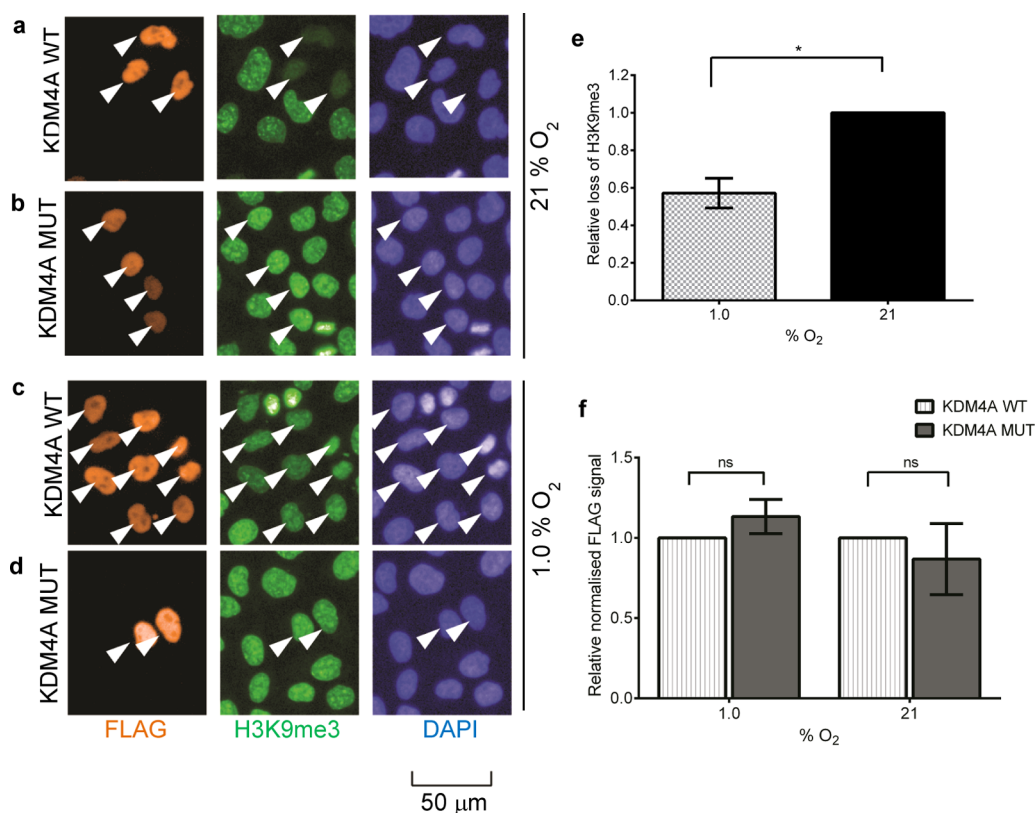 a
KDM4A WT
b
KDM4A MUT
21 % O2
c
KDM4A WT
d
KDM4A MUT
1.0 % O2
FLAG
H3K9me3
DAPI
50 μm
e
*
Relative loss of H3K9me3
1.2
1.0
0.8
0.6
0.4
0.2
0.0
1.0
21
% O2
f
KDM4A WT
KDM4A MUT
Relative normalised FLAG signal
1.5
1.0
0.5
0.0
ns
ns
1.0
21
% O2